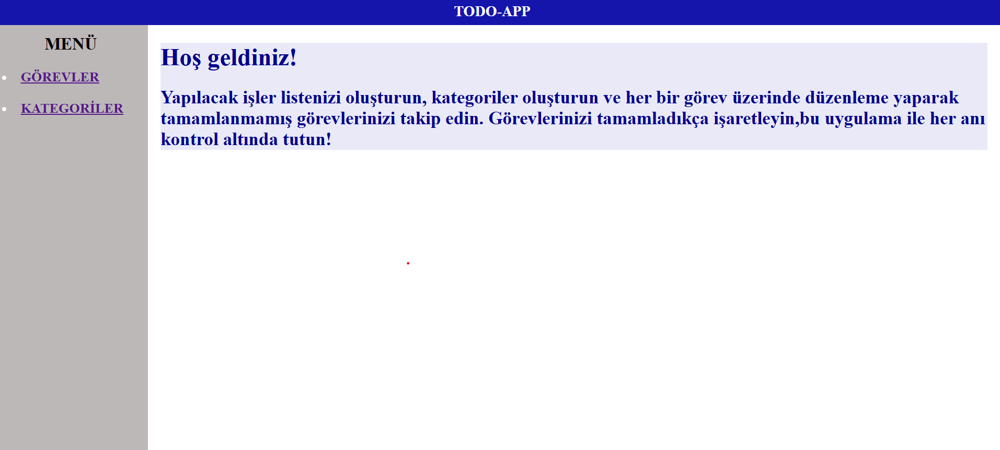 TODO-APP
MENÜ
GÖREVLER
KATEGORİLER
Hoş geldiniz!
Yapılacak işler listenizi oluşturun, kategoriler oluşturun ve her bir görev üzerinde düzenleme yaparak
tamamlanmamış görevlerinizi takip edin. Görevlerinizi tamamladıkça işaretleyin,bu uygulama ile her anı
kontrol altında tutun!